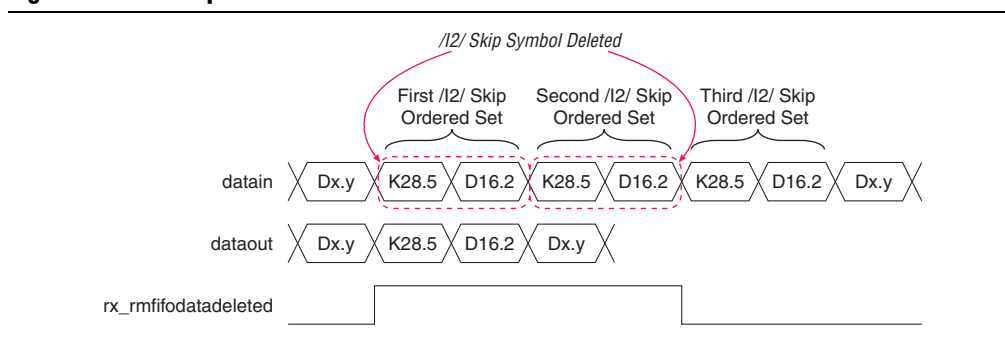 /I2/ Skip Symbol Deleted
First /I2/ Skip Ordered Set
Second /I2/ Skip Ordered Set
Third /I2/ Skip Ordered Set
datain Dx.y K28.5 D16.2 K28.5 D16.2 K28.5 D16.2 Dx.y
dataout Dx.y K28.5 D16.2 Dx.y
rx_rmfifodatadeleted